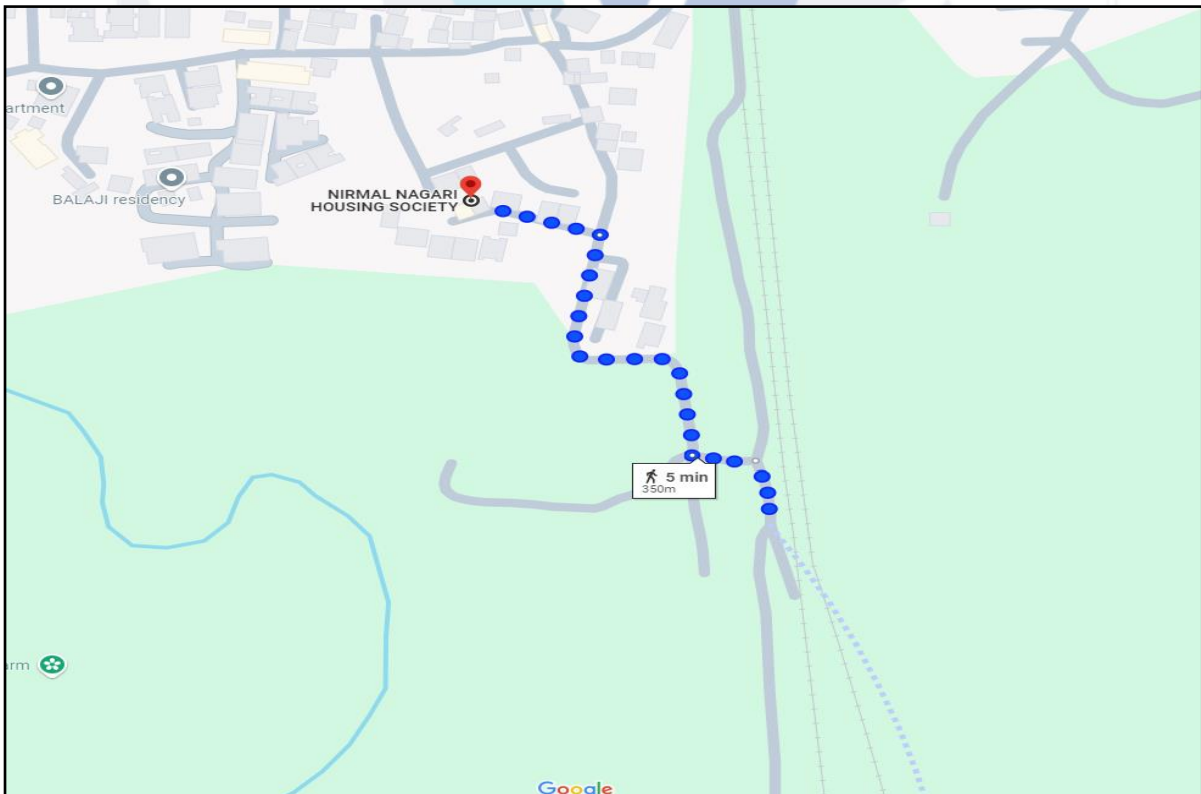 artment
BALAJI residency
NIRMAL NAGARI
HOUSING SOCIETY
5 min
350m
arm
Google